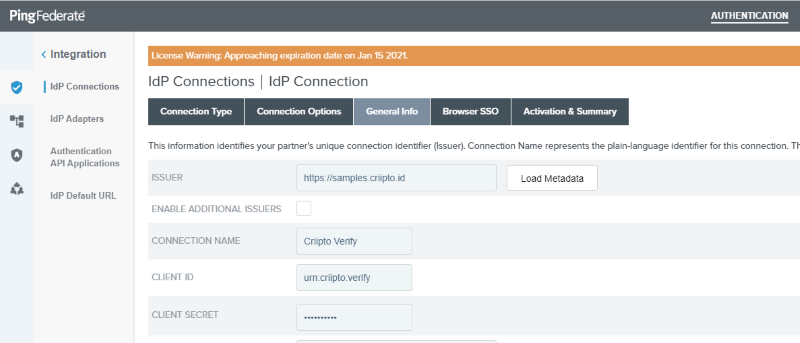 PingFederate®
AUTHENTICATION
Integration
IdP Connections
IdP Adapters
Authentication
API Applications
IdP Default URL
License Warning: Approaching expiration date on Jan 15 2021.
IdP Connections | IdP Connection
Connection Type
Connection Options
General Info
Browser SSO
Activation & Summary
This information identifies your partner's unique connection identifier (Issuer). Connection Name represents the plain-language identifier for this connection. Th
ISSUER
https://samples.criipto.id
Load Metadata
ENABLE ADDITIONAL ISSUERS
CONNECTION NAME
Criipto Verify
CLIENT ID
urn:criipto:verify
CLIENT SECRET
••••••••••